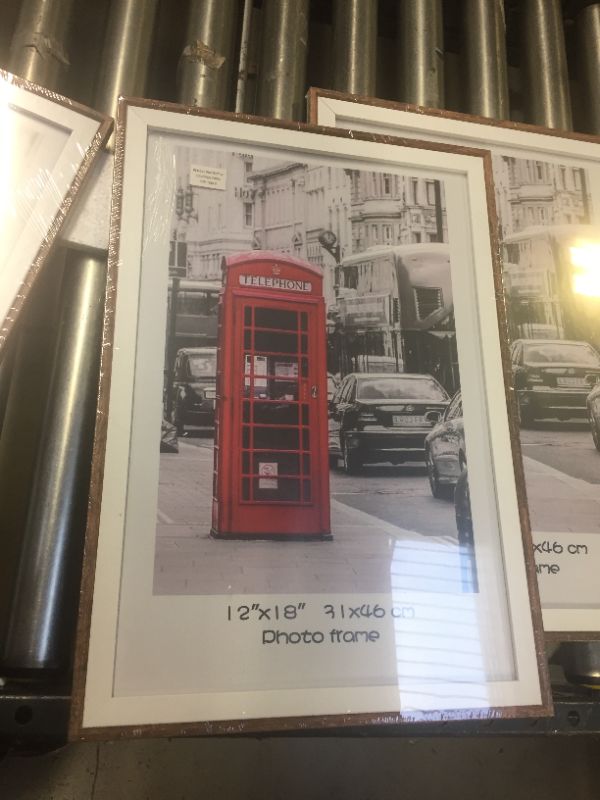 TELEPHONE
12"x18" 31x46 cm
Photo frame
x46 cm
me